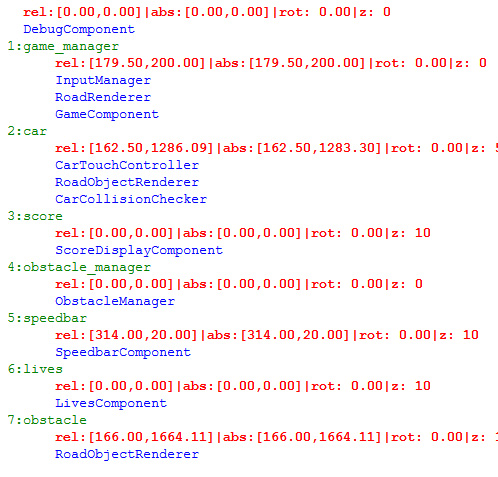 rel:[0.00,0.00]|abs:[0.00,0.00]|rot: 0.00|z: 0
DebugComponent
1:game_manager
rel:[179.50,200.00]|abs:[179.50,200.00]|rot: 0.00|z: 0
InputManager
RoadRenderer
GameComponent
2:car
rel:[162.50,1286.09]|abs:[162.50,1283.30]|rot: 0.00|z:
CarTouchController
RoadObjectRenderer
CarCollisionChecker
3:score
rel:[0.00,0.00]|abs:[0.00,0.00]|rot: 0.00|z: 10
ScoreDisplayComponent
4:obstacle_manager
rel:[0.00,0.00]|abs:[0.00,0.00]|rot: 0.00|z: 0
ObstacleManager
5:speedbar
rel:[314.00,20.00]|abs:[314.00,20.00]|rot: 0.00|z: 10
SpeedbarComponent
6:lives
rel:[0.00,0.00]|abs:[0.00,0.00]|rot: 0.00|z: 10
LivesComponent
7:obstacle
rel:[166.00,1664.11]|abs:[166.00,1664.11]|rot: 0.00|z:
RoadObjectRenderer